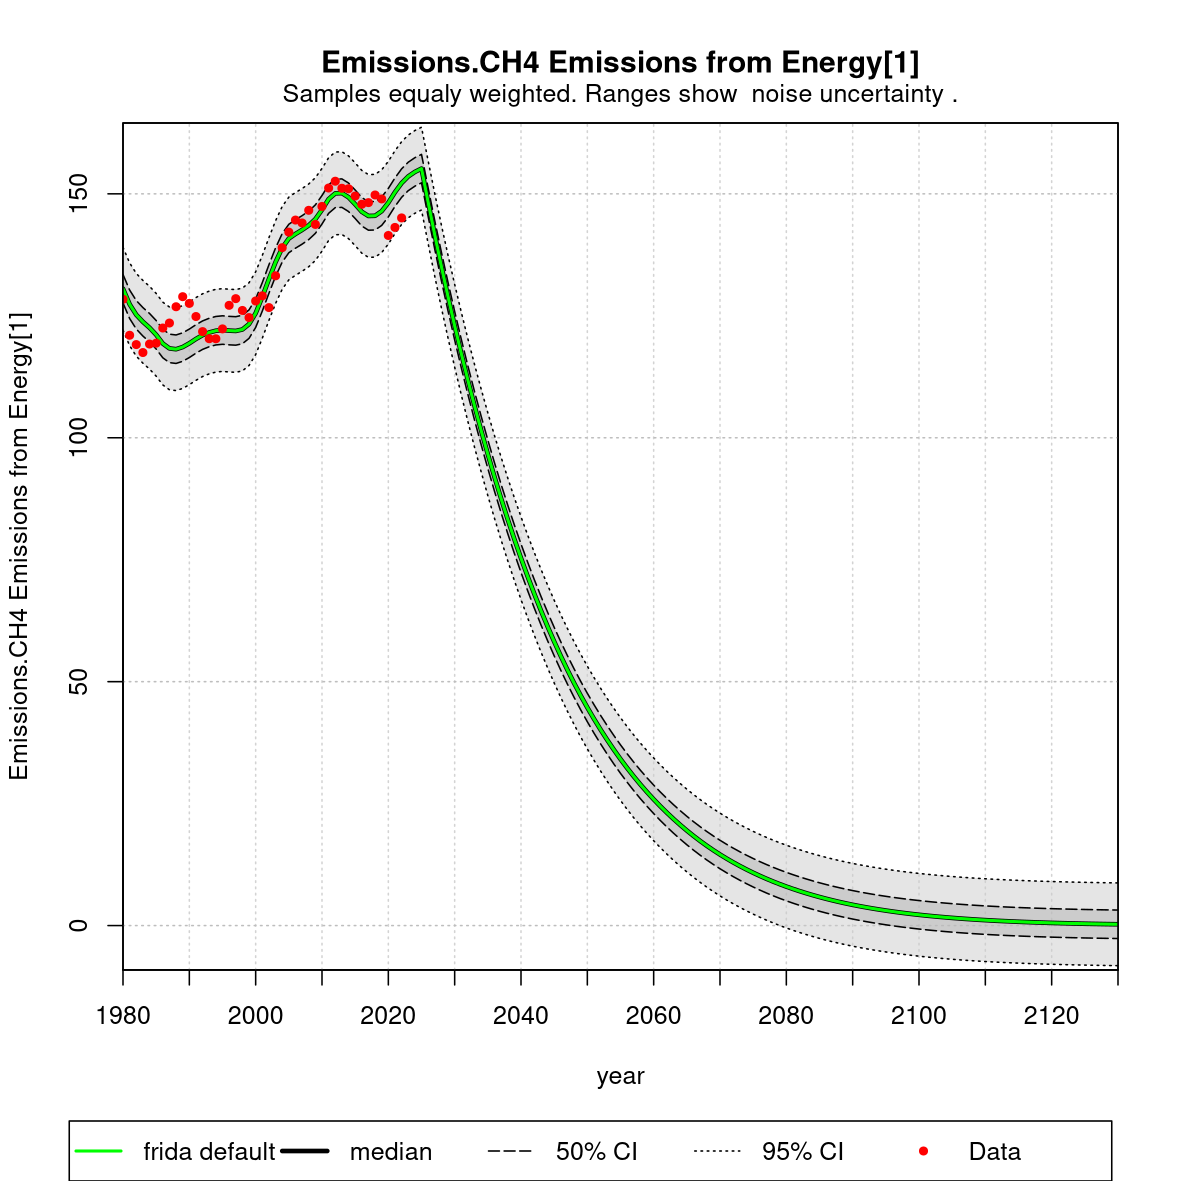 Emissions.CH4 Emissions from Energy[1]
Samples equaly weighted. Ranges show  noise uncertainty .
Emissions.CH4 Emissions from Energy[1]
150
100
50
0
1980 2000 2020 2040 2060 2080 2100 2120
year
frida default median 50% CI 95% CI Data